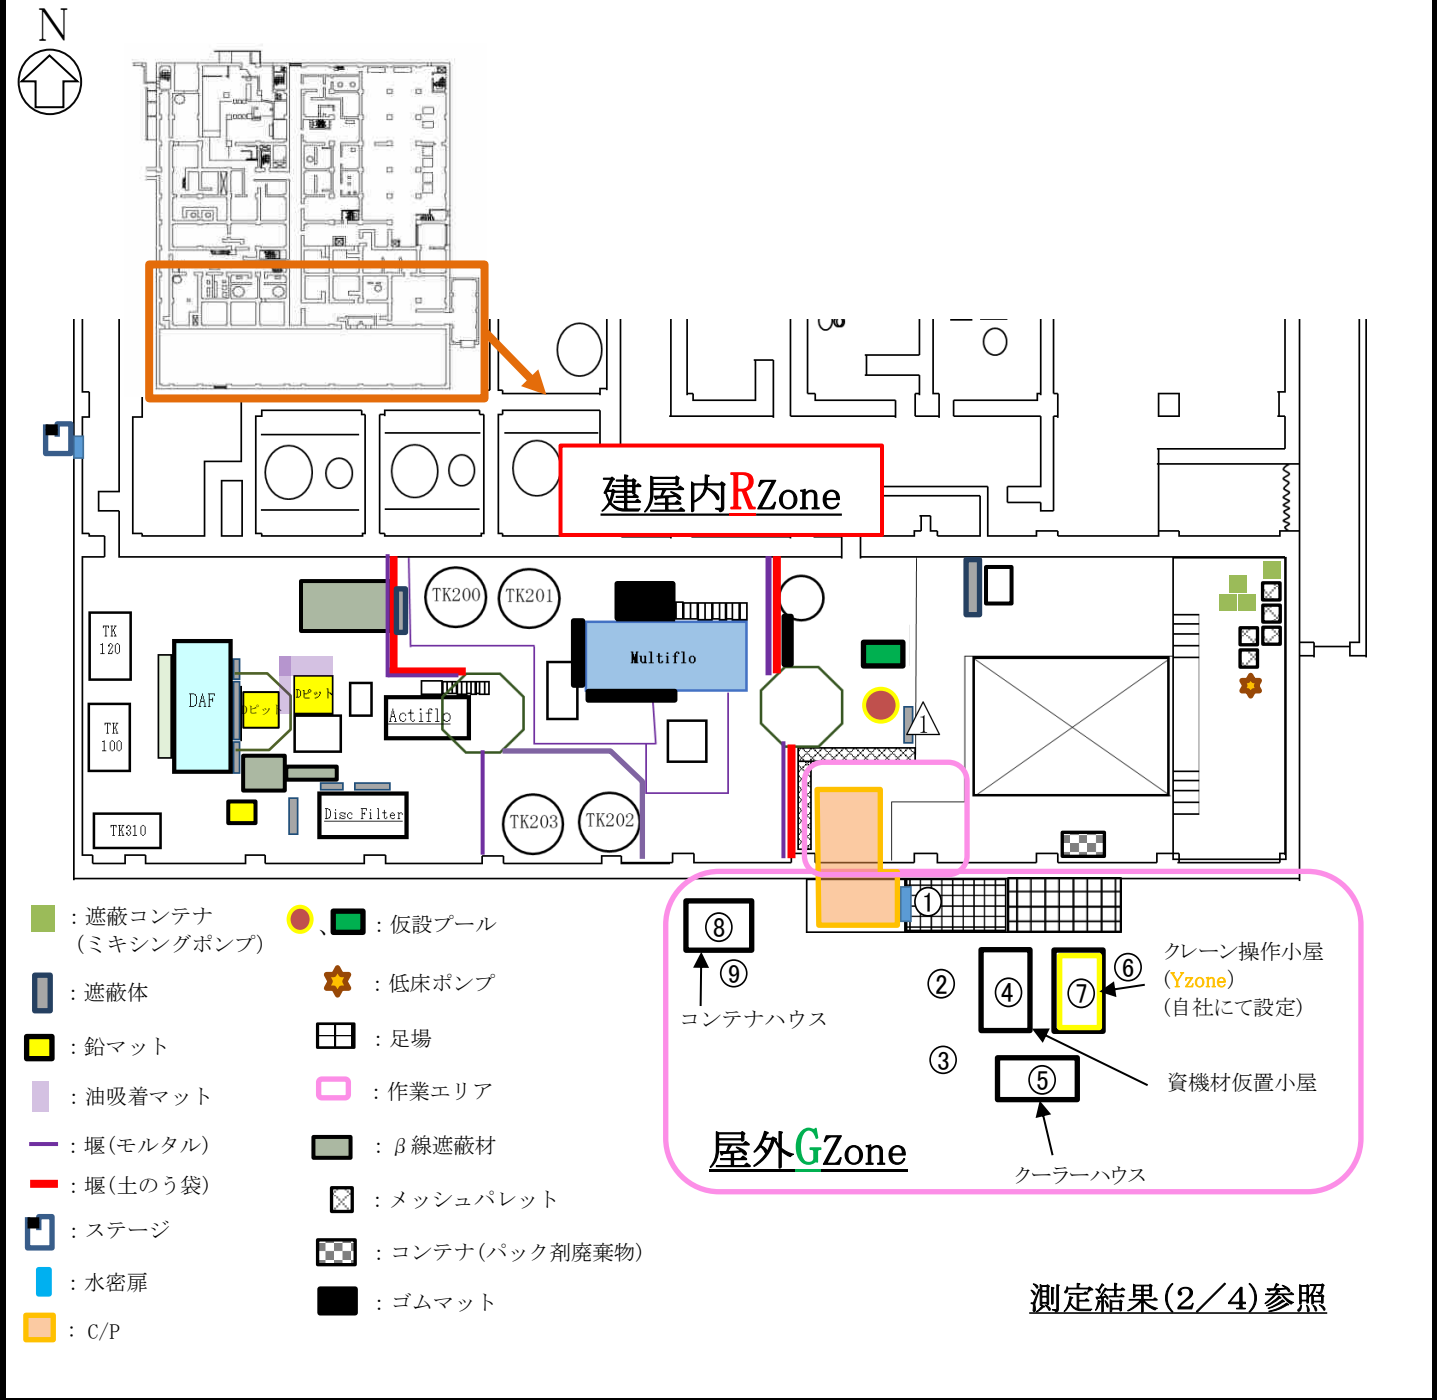 N
建屋内RZone
TK200
TK201
TK
120
DAF
Dピット
Dピット
Multiflo
Actiflo
1
TK
100
TK310
Disc Filter
TK203
TK202
①
⑧
⑨
②
④
⑦
⑥
③
⑤
クレーン操作小屋
(Yzone)
(自社にて設定)
コンテナハウス
資機材仮置小屋
クーラーハウス
屋外GZone
：遮蔽コンテナ
(ミキシングポンプ)
：遮蔽体
：鉛マット
：油吸着マット
：堰(モルタル)
：堰(土のう袋)
：ステージ
：水密扉
：C/P
、
：仮設プール
：低床ポンプ
：足場
：作業エリア
：β線遮蔽材
：メッシュパレット
：コンテナ(パック剤廃棄物)
：ゴムマット
測定結果(2／4)参照